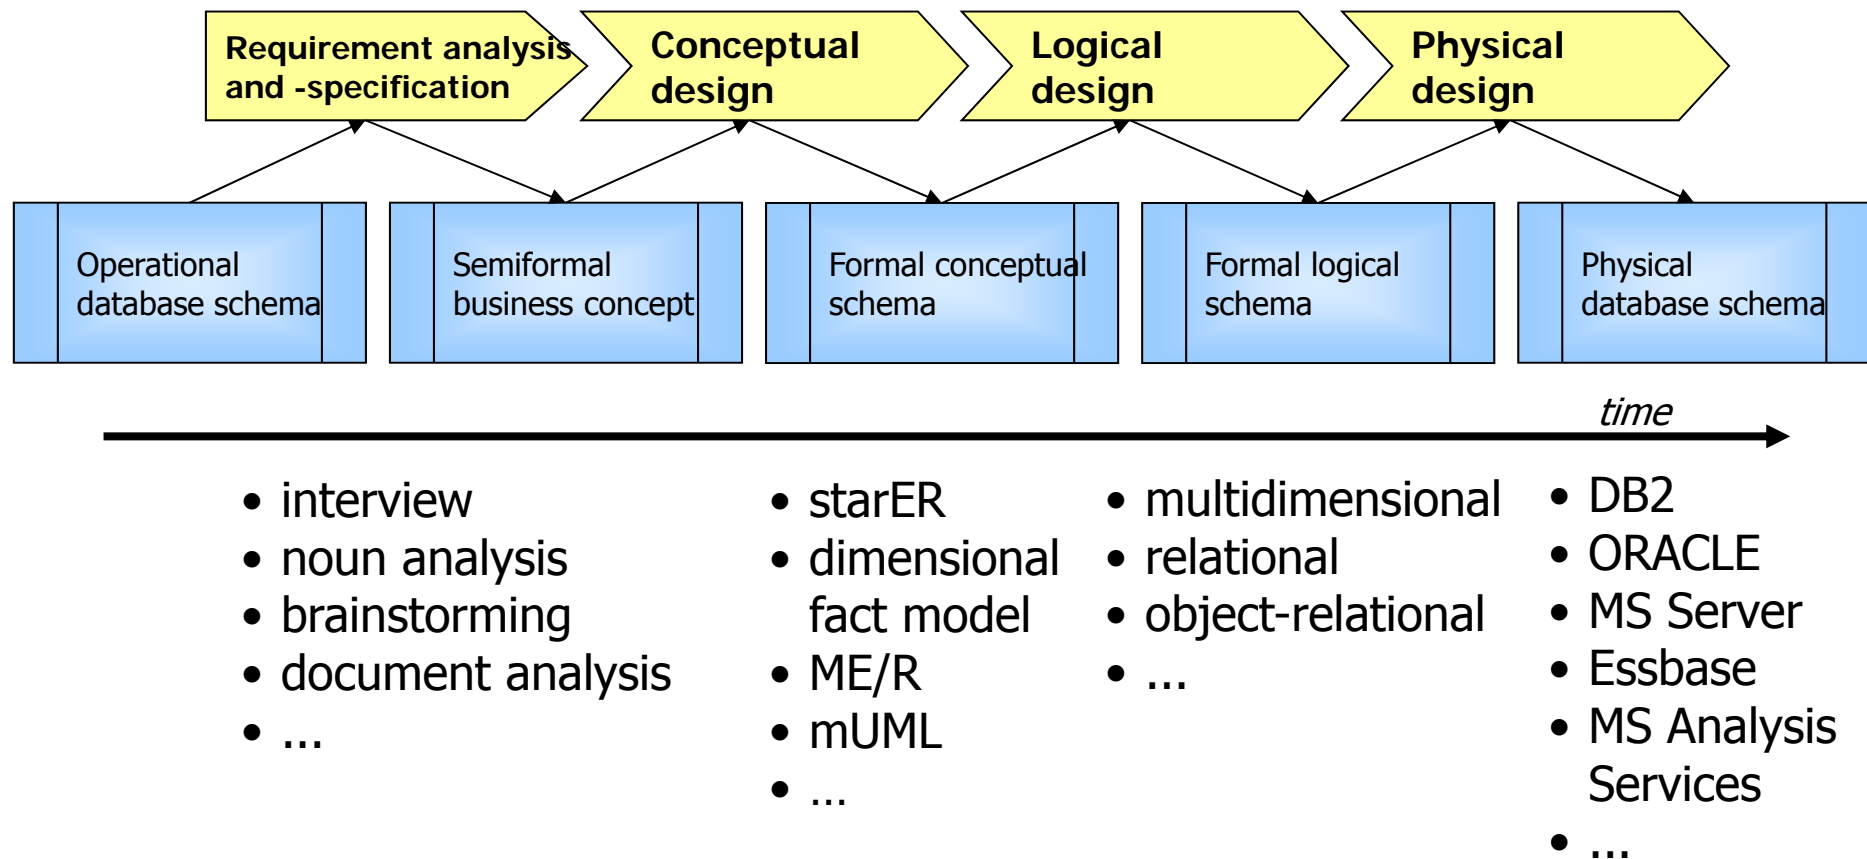 Requirement analysis
and -specification
Conceptual
design
Logical
design
Physical
design
Operational
database schema
Semiformal
business concept
Formal conceptual
schema
Formal logical
schema
Physical
database schema
time
• interview
• noun analysis
• brainstorming
• document analysis
• ...
• starER
• dimensional
fact model
• ME/R
• mUML
• ...
• multidimensional
• relational
• object-relational
• ...
• DB2
• ORACLE
• MS Server
• Essbase
• MS Analysis
Services
• ...